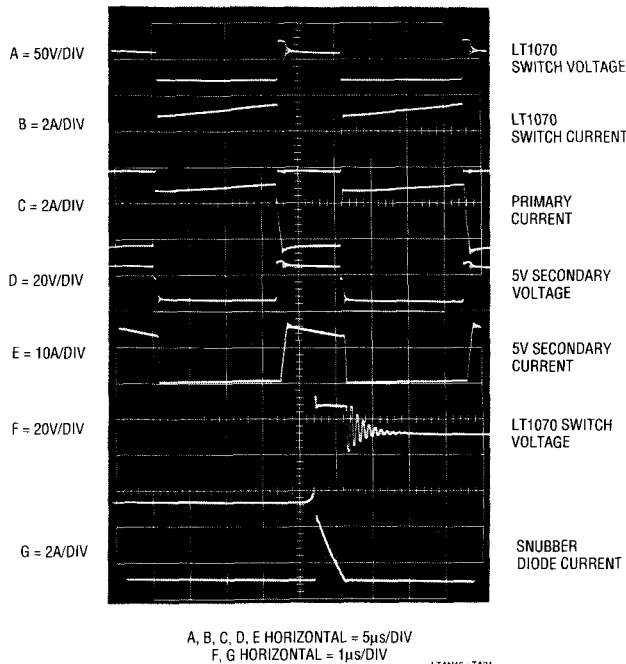 A = 50V/DIV
LT1070
SWITCH VOLTAGE
B = 2A/DIV
LT1070
SWITCH CURRENT
C = 2A/DIV
PRIMARY
CURRENT
D = 20V/DIV
5V SECONDARY
VOLTAGE
E = 10A/DIV
5V SECONDARY
CURRENT
F = 20V/DIV
LT1070 SWITCH
VOLTAGE
G = 2A/DIV
SNUBBER
DIODE CURRENT
A, B, C, D, E HORIZONTAL = 5µs/DIV
F, G HORIZONTAL = 1µs/DIV